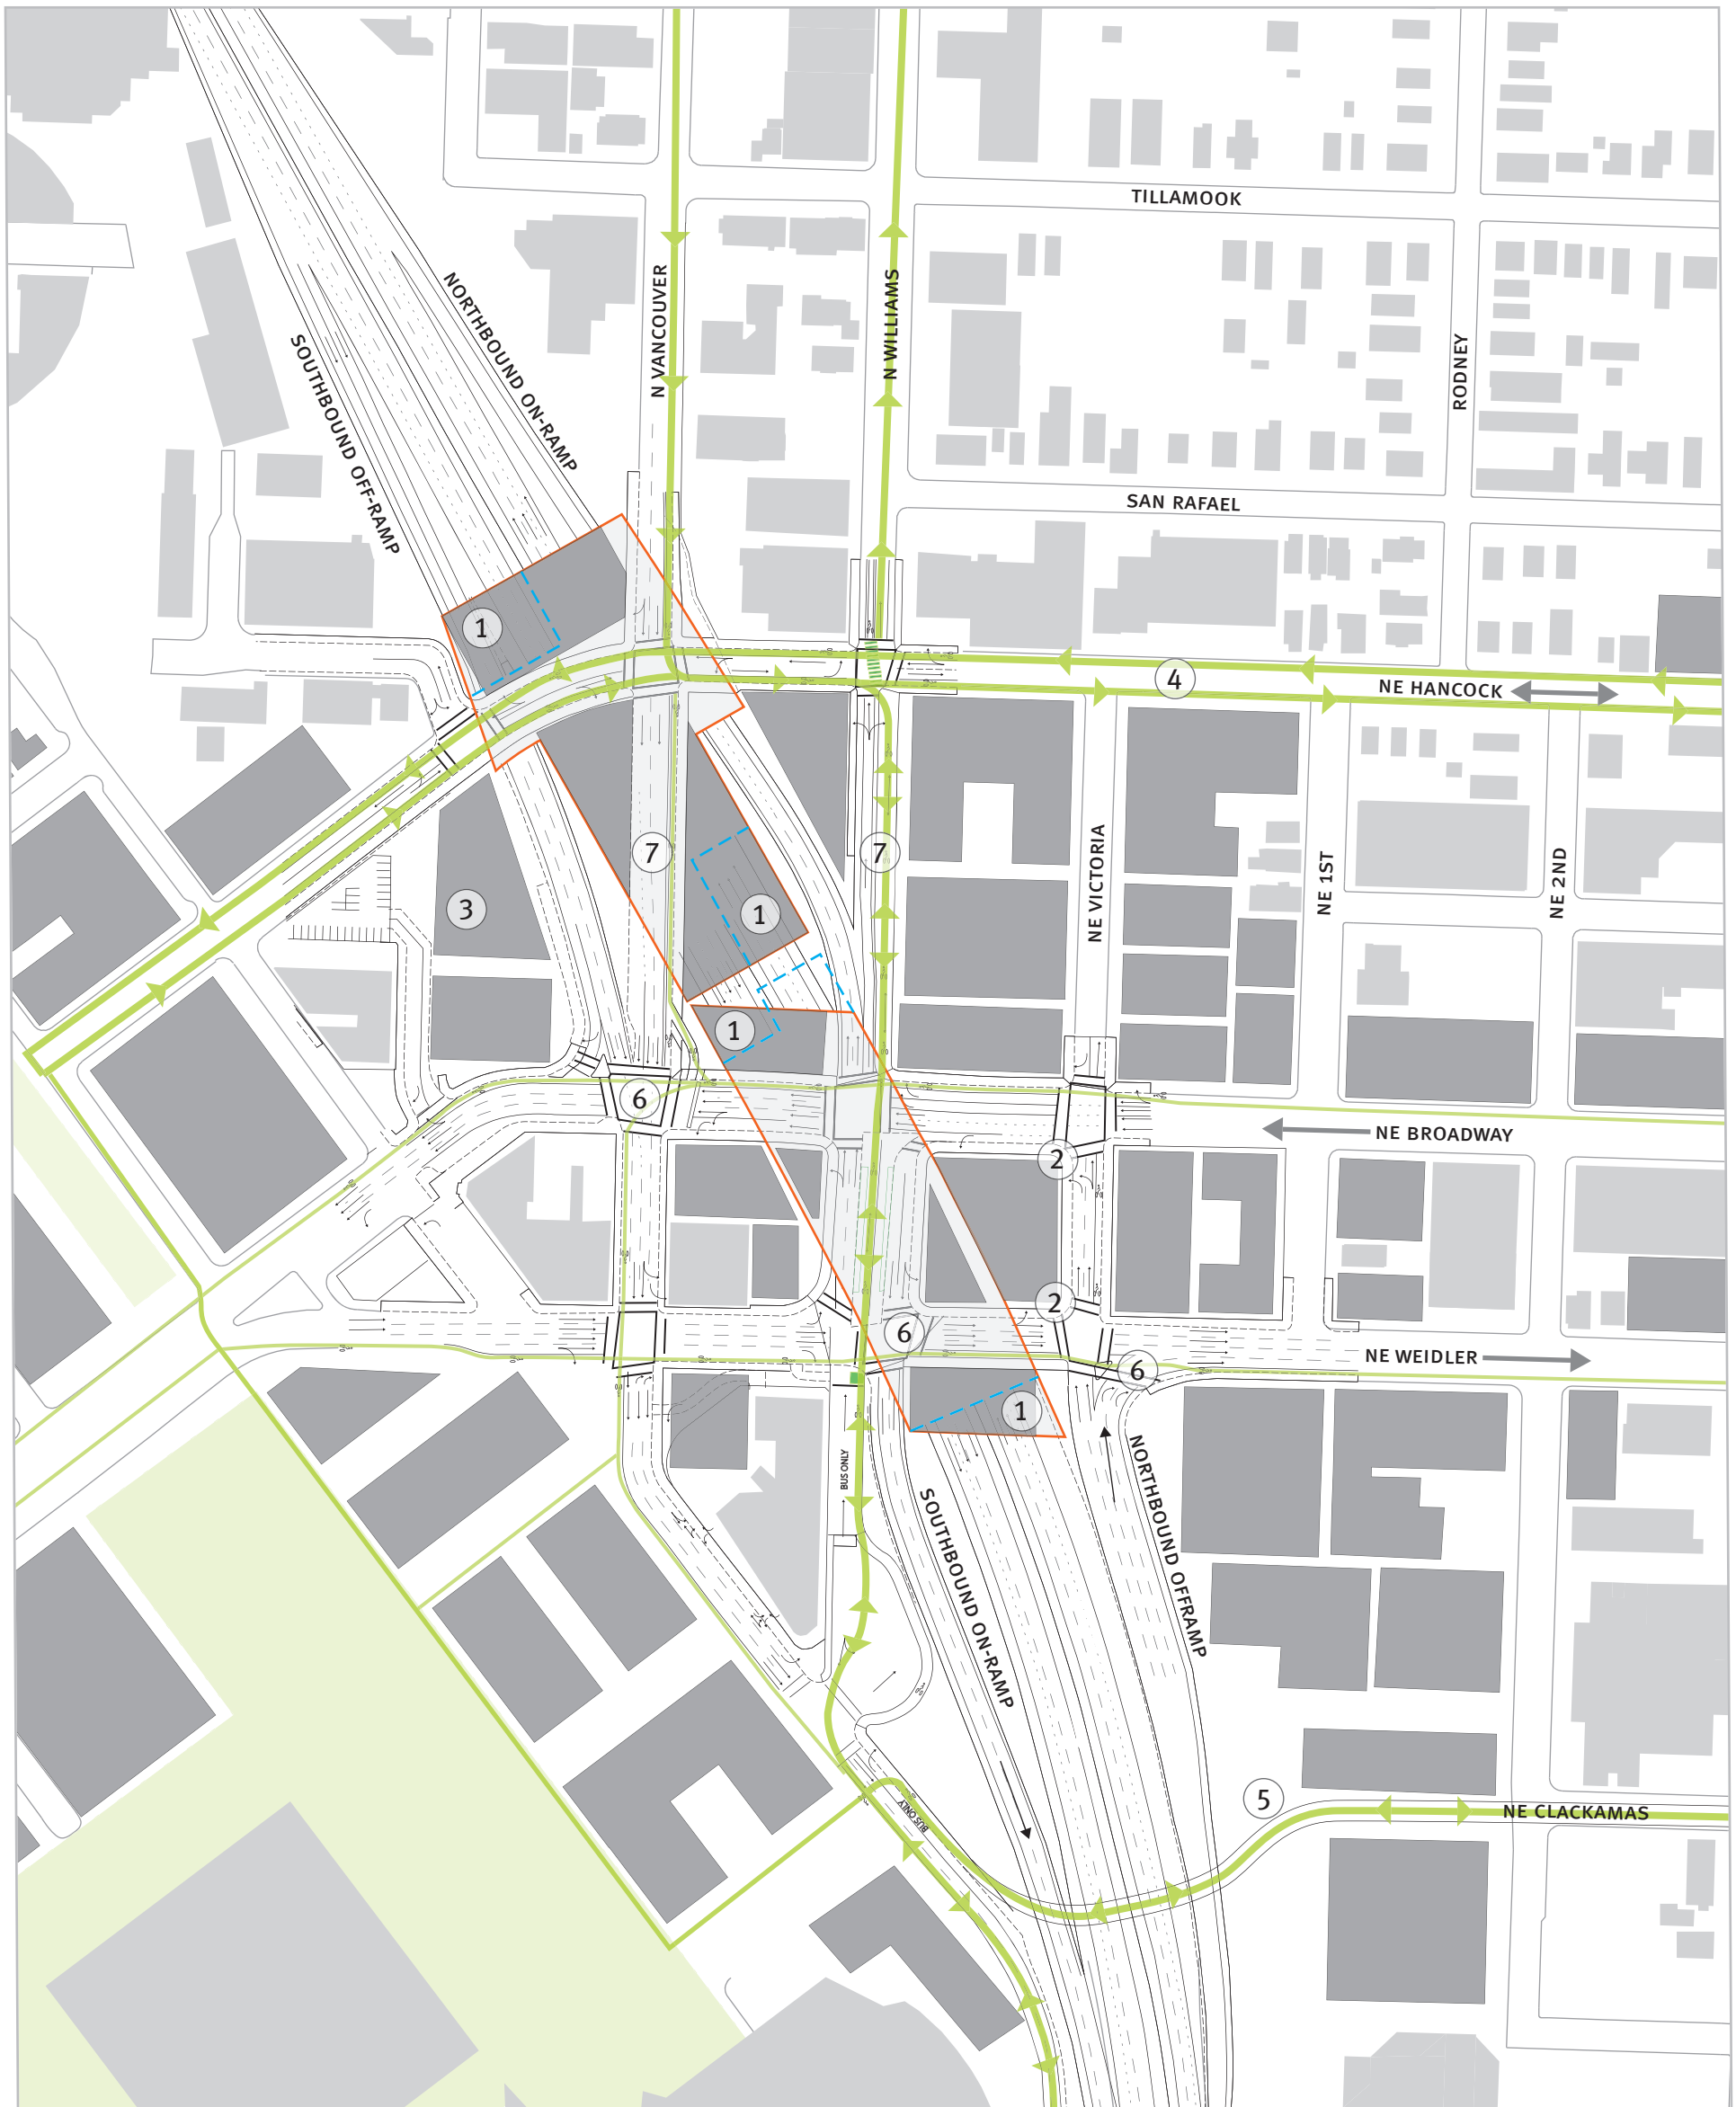 TILLAMOOK
N VANCOUVER
N WILLIAMS
NORTHBOUND ON-RAMP
SOUTHBOUND OFF-RAMP
RODNEY
SAN RAFAEL
1
4
NE HANCOCK
7
7
NE VICTORIA
NE 1ST
NE 2ND
3
1
1
6
NE BROADWAY
2
2
6
NE WEIDLER
6
1
BUS ONLY
SOUTHBOUND ON-RAMP
NORTHBOUND OFFRAMP
5
NE CLACKAMAS
BUS ONLY